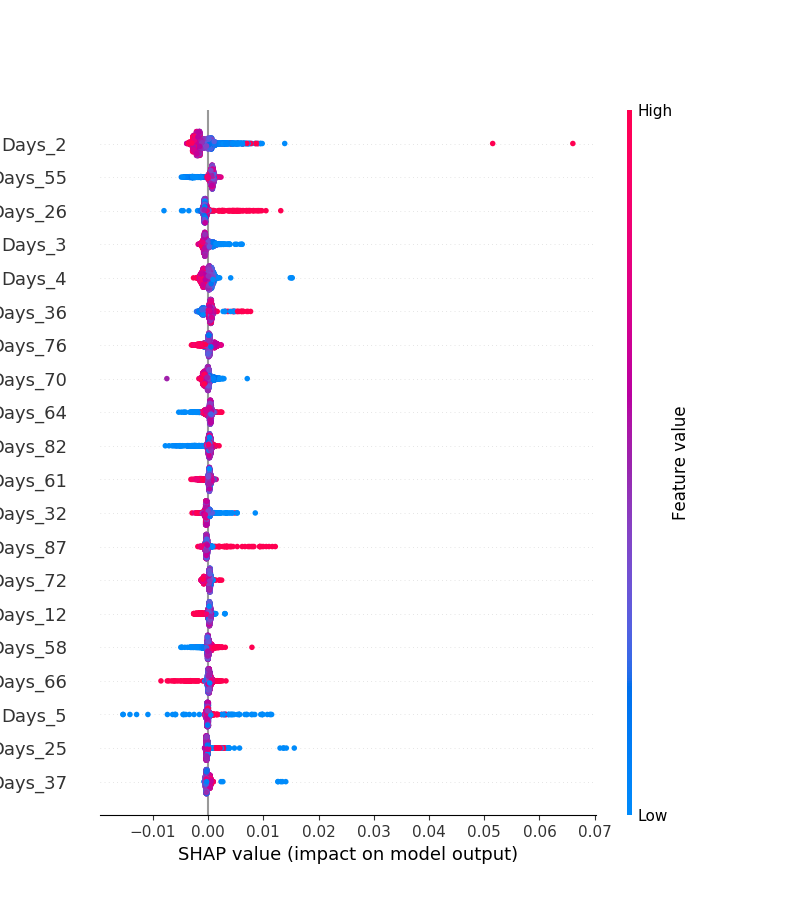 High
Days_2
Days_55
Days_26
Days_3
Days_4
Days_36
Days_76
Days_70
Days_64
Days_82
Days_61
Days_32
Days_87
Days_72
Days_12
Days_58
Days_66
Days_5
Days_25
Days_37
Feature value
Low
−0.01 0.00 0.01 0.02 0.03 0.04 0.05 0.06 0.07
SHAP value (impact on model output)